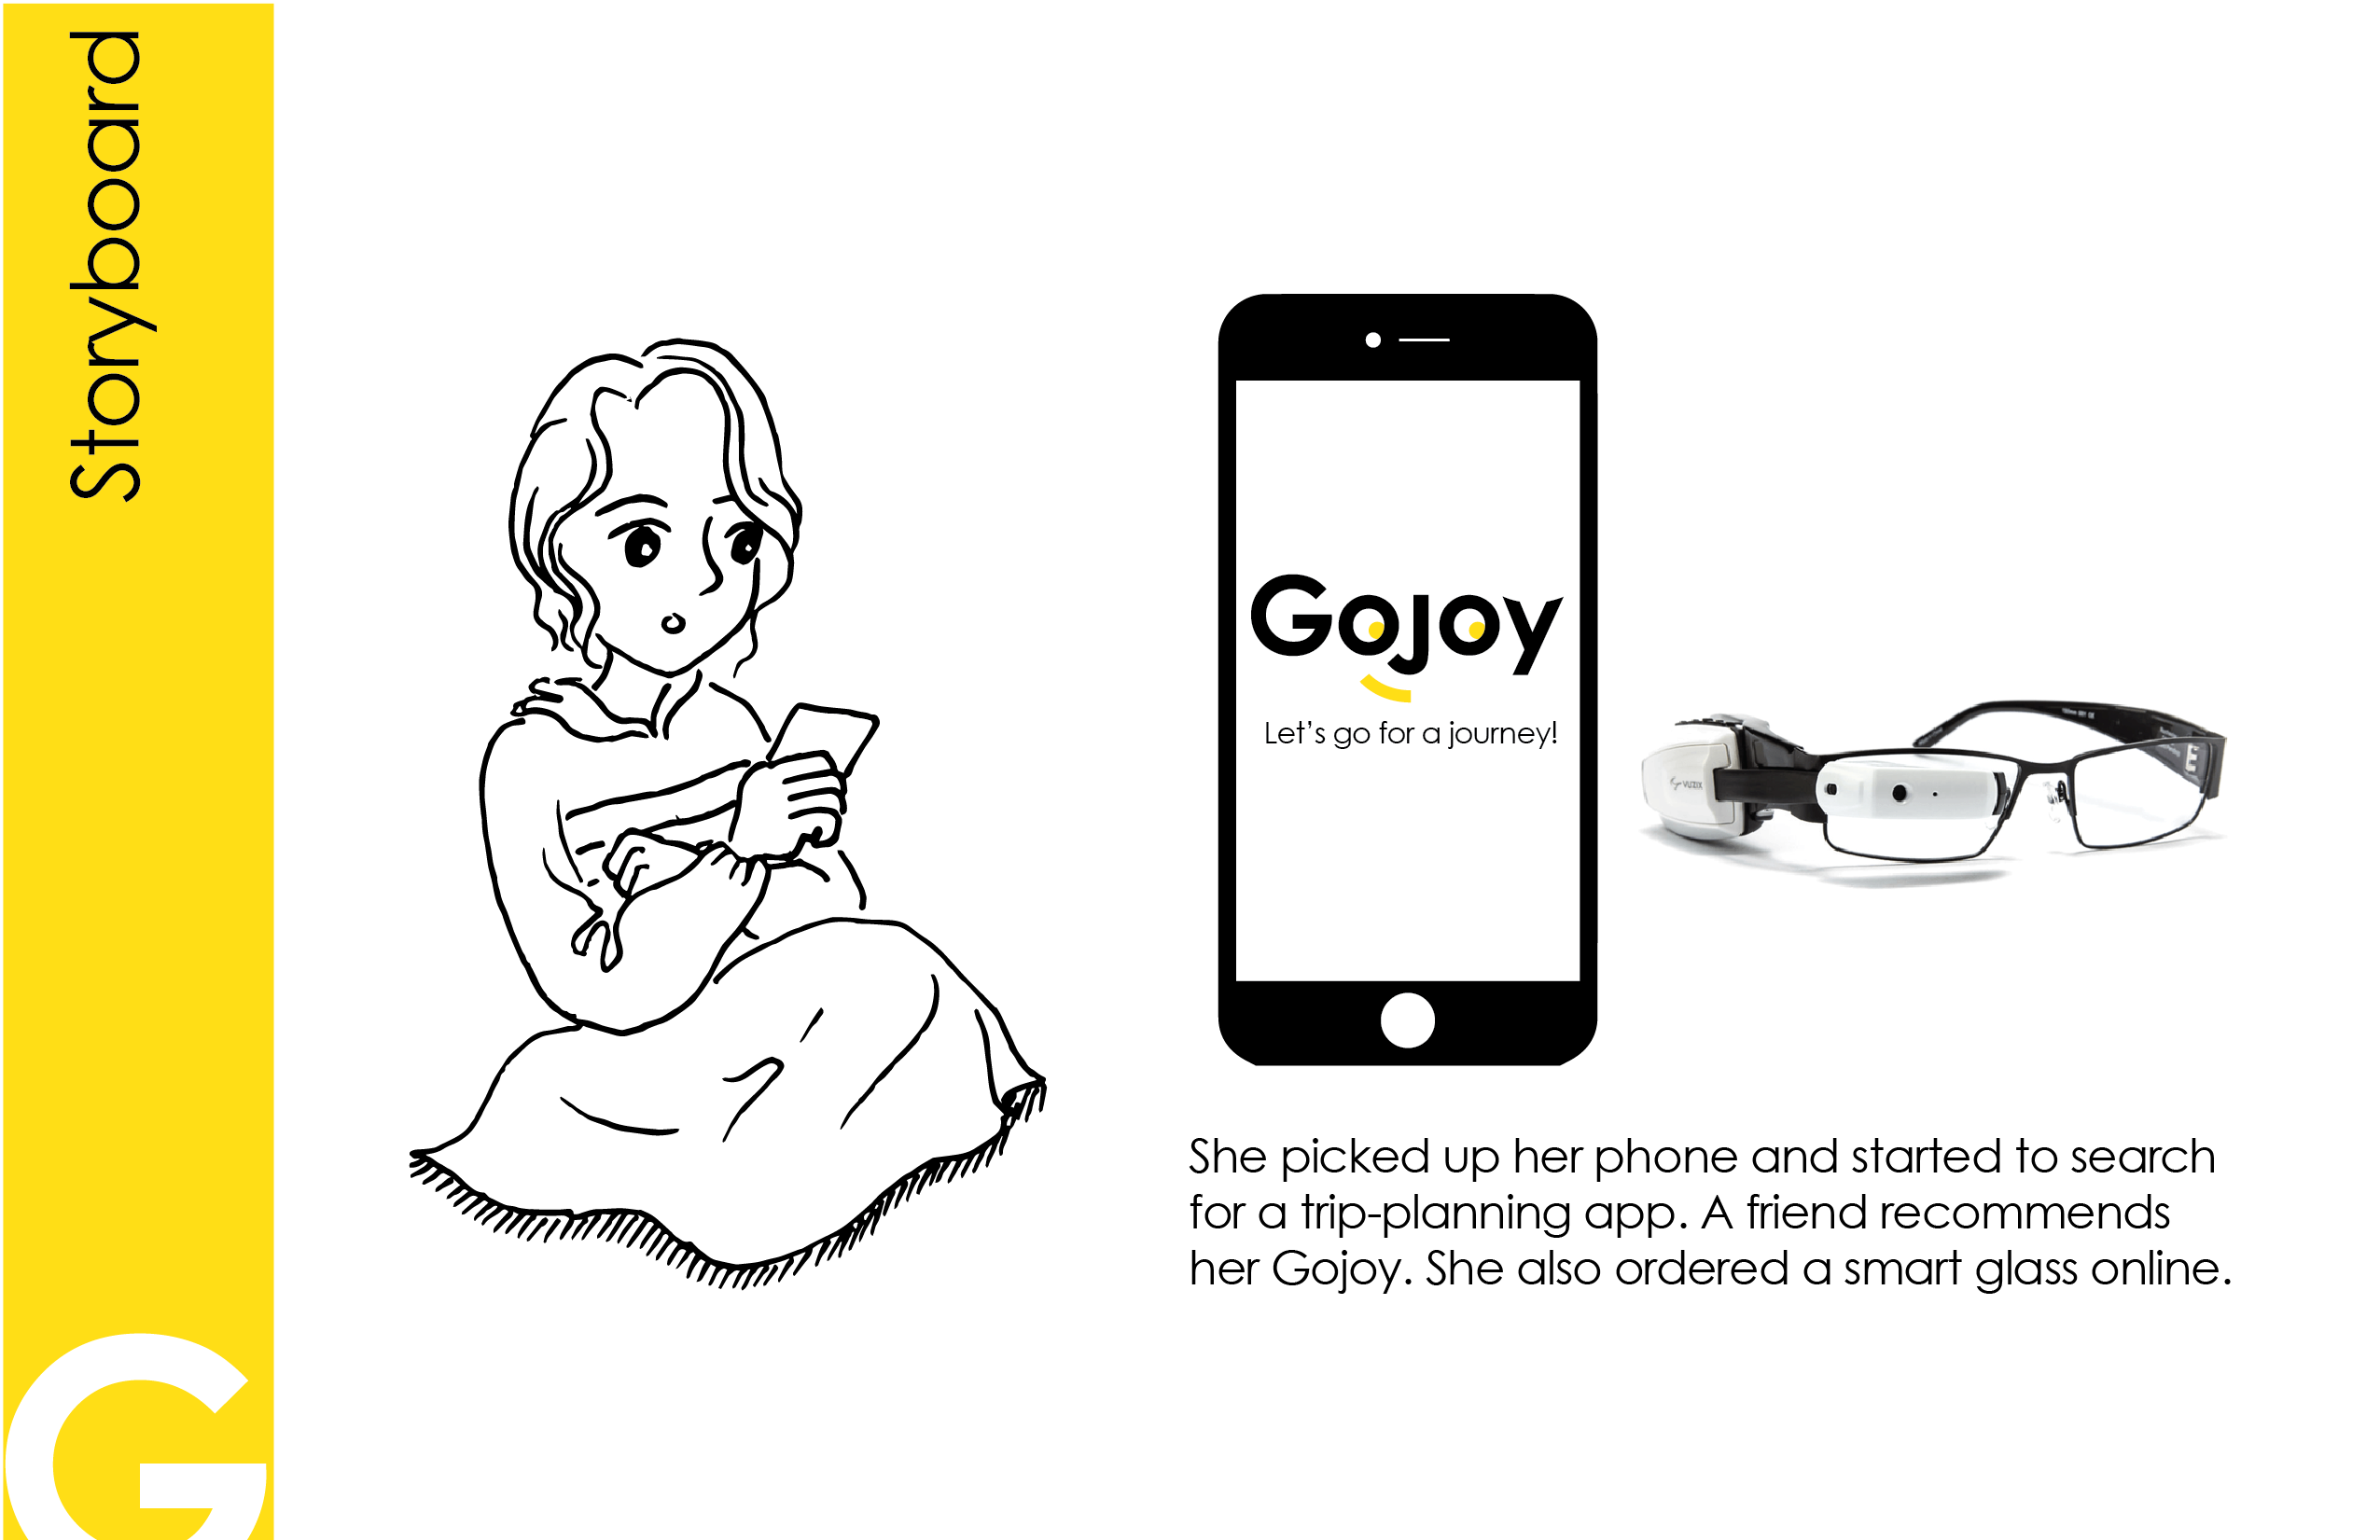 Storyboard
Gojoy
Let's go for a journey!
VUZIX
She picked up her phone and started to search
for a trip-planning app. A friend recommends
her Gojoy. She also ordered a smart glass online.
G